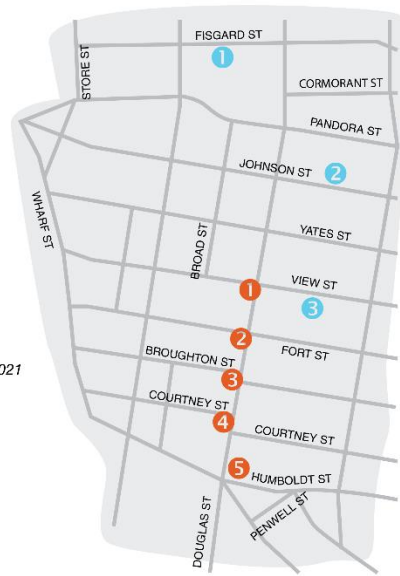 FISGARD ST
1
STORE ST
CORMORANT ST
PANDORA ST
JOHNSON ST
2
WHARF ST
YATES ST
BROAD ST
VIEW ST
1
3
2
FORT ST
BROUGHTON ST
021
3
COURTNEY ST
4
COURTNEY ST
5
HUMBOLDT ST
PENWELL ST
DOUGLAS ST